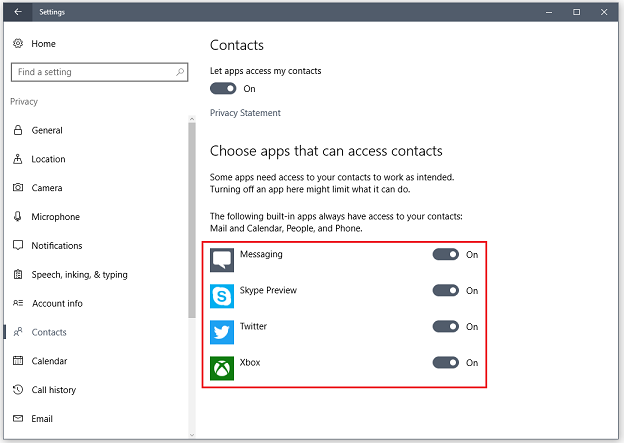 Settings
Home
Find a setting
Privacy
General
Location
Camera
Microphone
Notifications
Speech, inking, & typing
Account info
Contacts
Calendar
Call history
Email
Contacts
Let apps access my contacts
On
Privacy Statement
Choose apps that can access contacts
Some apps need access to your contacts to work as intended.
Turning off an app here might limit what it can do.
The following built-in apps always have access to your contacts:
Mail and Calendar, People, and Phone.
Messaging On
Skype Preview On
Twitter On
Xbox On